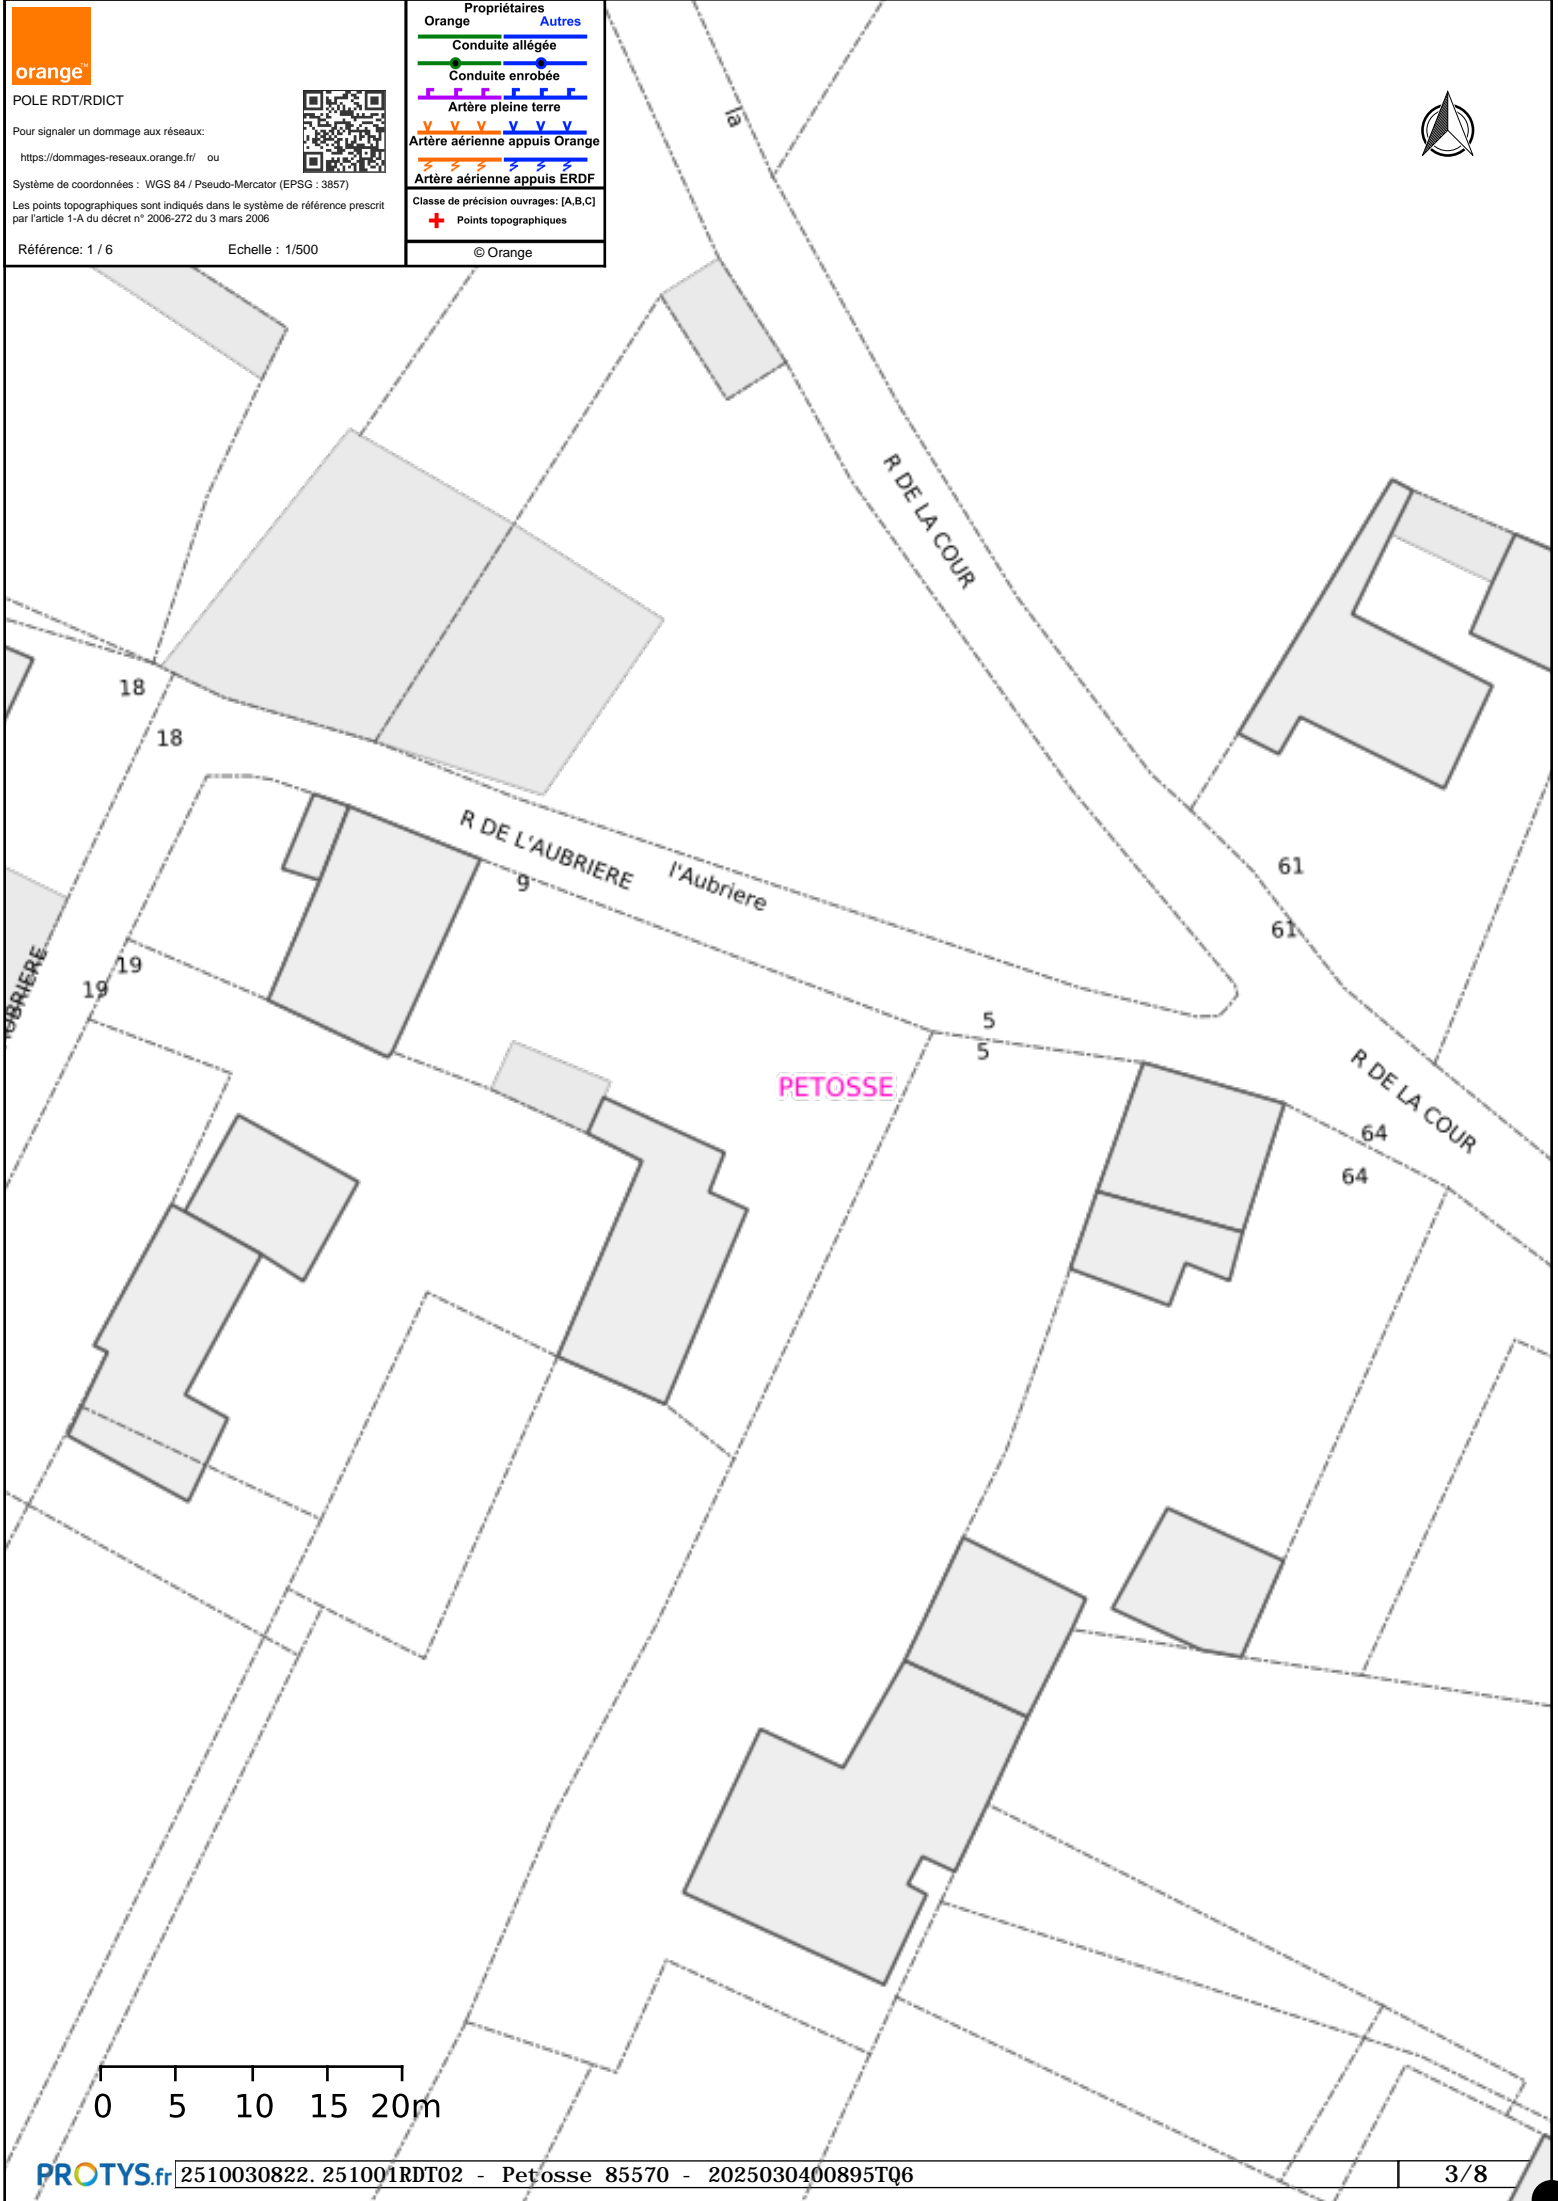 orange™
POLE RDT/RDICT
Pour signaler un dommage aux réseaux:
https://dommages-reseaux.orange.fr/ ou
Système de coordonnées : WGS 84 / Pseudo-Mercator (EPSG : 3857)
Les points topographiques sont indiqués dans le système de référence prescrit
par l'article 1-A du décret n° 2006-272 du 3 mars 2006
Référence: 1 / 6 Echelle : 1/500
Propriétaires
Orange Autres
Conduite allégée
Conduite enrobée
Artère pleine terre
Artère aérienne appuis Orange
Artère aérienne appuis ERDF
Classe de précision ouvrages: [A,B,C]
Points topographiques
© Orange
la
R DE LA COUR
18
18
R DE L'AUBRIERE
l'Aubriere
9
61
61
19
19
UBRIERE
5
5
PETOSSE
R DE LA COUR
64
64
0 5 10 15 20m
PROTYS.fr
2510030822.251001RDT02 - Petosse 85570 - 2025030400895TQ6
3/8